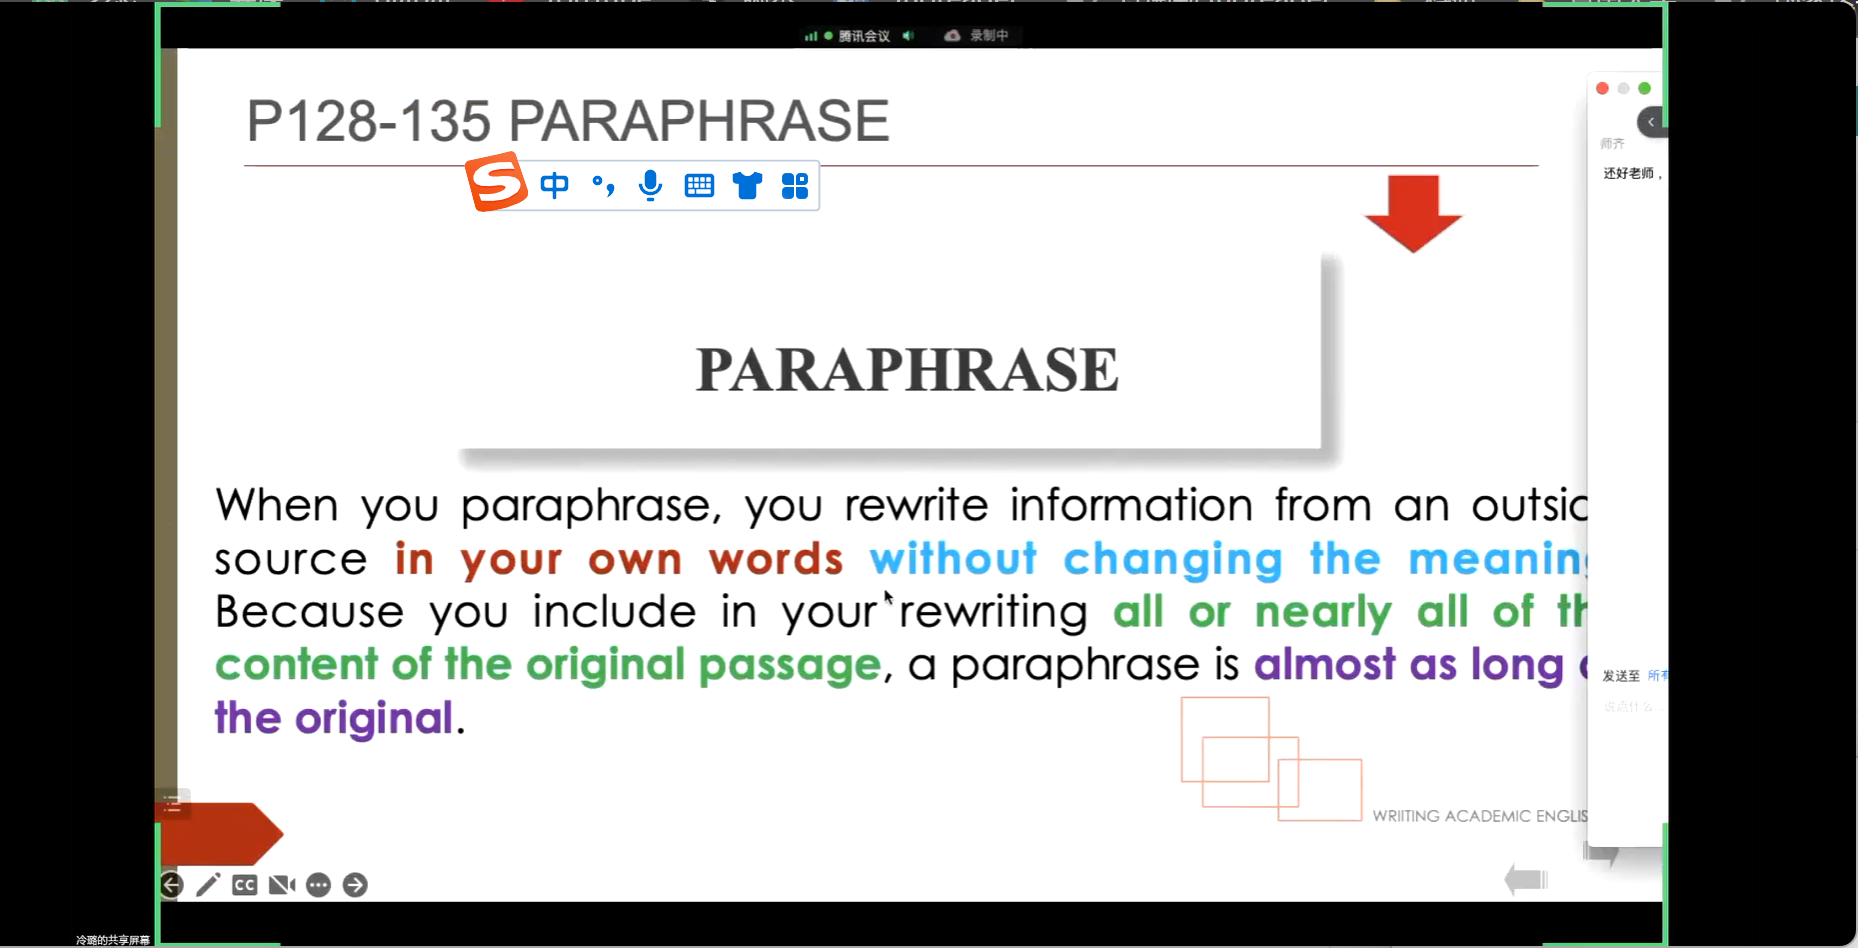 腾讯会议 录制中
P128-135 PARAPHRASE
中
师齐
还好老师，
PARAPHRASE
When you paraphrase, you rewrite information from an outsid
source in your own words without changing the meaning
Because you include in your rewriting all or nearly all of th
content of the original passage, a paraphrase is almost as long a
the original.
发送至 所有
说点什么...
WRIITING ACADEMIC ENGLIS
CC
冷璐的共享屏幕